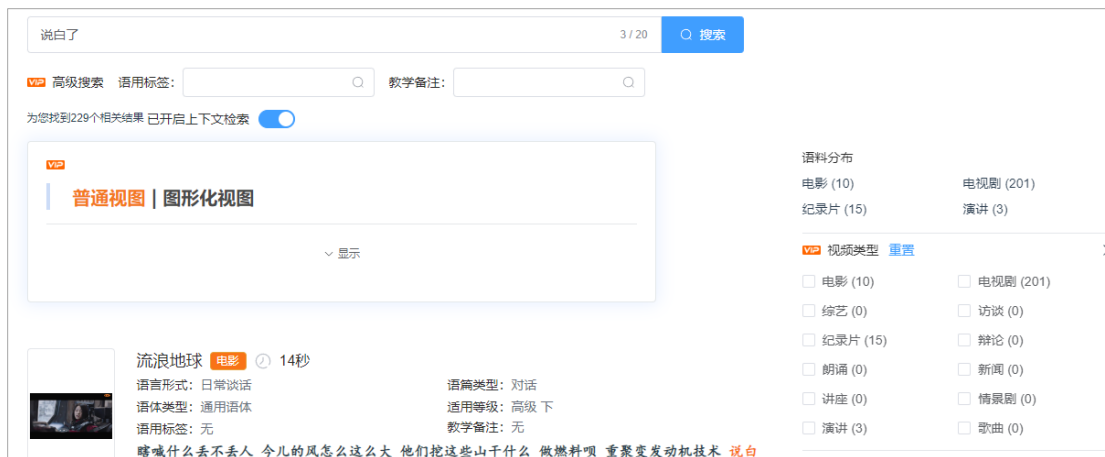 说白了 3 / 20 搜索
VIP 高级搜索 语用标签: 教学备注:
为您找到229个相关结果 已开启上下文检索
VIP
普通视图 | 图形化视图
显示
流浪地球 电影 14秒
语言形式: 日常谈话 语篇类型: 对话
语体类型: 通用语体 适用等级: 高级 下
语用标签: 无 教学备注: 无
瞎喊什么丢不丢人 今儿的风怎么这么大 他们挖这些山干什么 做燃料呗 重聚变发动机技术 说白
语料分布
电影 (10) 电视剧 (201)
纪录片 (15) 演讲 (3)
VIP 视频类型 重置
电影 (10) 电视剧 (201)
综艺 (0) 访谈 (0)
纪录片 (15) 辩论 (0)
朗诵 (0) 新闻 (0)
讲座 (0) 情景剧 (0)
演讲 (3) 歌曲 (0)